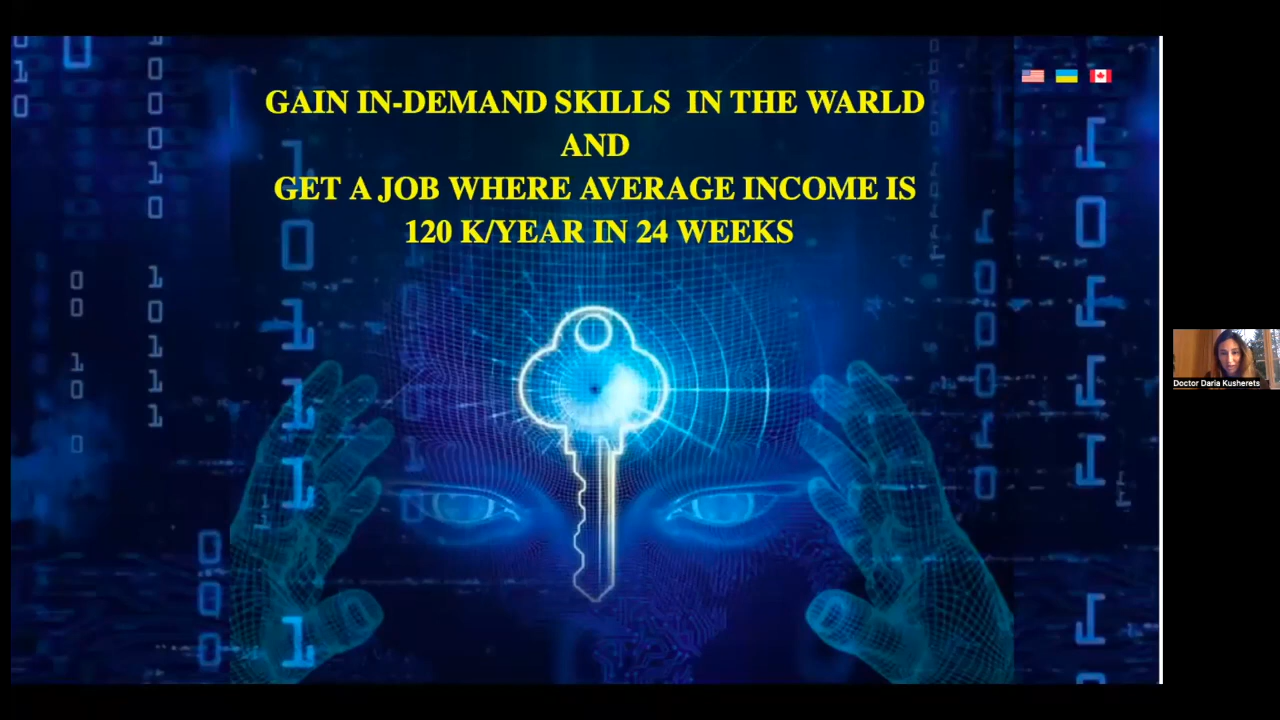 GAIN IN-DEMAND SKILLS IN THE WARLD
AND
GET A JOB WHERE AVERAGE INCOME IS
120 K/YEAR IN 24 WEEKS
Doctor Daria Kusherets